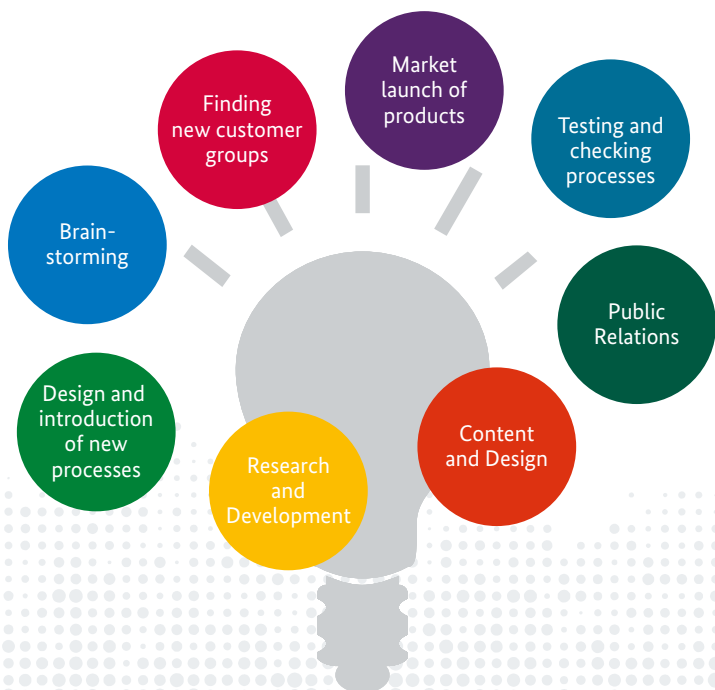 Market
launch of
products
Finding
new customer
groups
Testing and
checking
processes
Brain-
storming
Public
Relations
Design and
introduction
of new
processes
Content
and Design
Research
and
Development